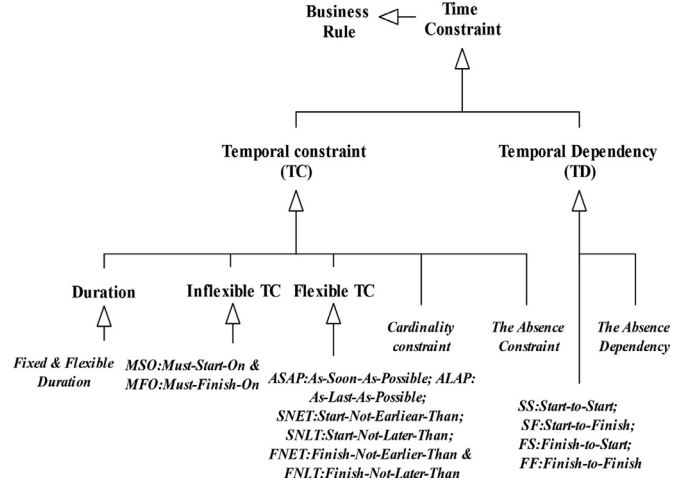 Business
Rule
Time
Constraint
Temporal constraint
(TC)
Temporal Dependency
(TD)
Duration
Inflexible TC
Flexible TC
Cardinality
constraint
The Absence
Constraint
The Absence
Dependency
Fixed & Flexible
Duration
MSO:Must-Start-On &
MFO:Must-Finish-On
ASAP:As-Soon-As-Possible; ALAP:
As-Last-As-Possible;
SNET:Start-Not-Earliear-Than;
SNLT:Start-Not-Later-Than;
FNET:Finish-Not-Earlier-Than &
FNLT:Finish-Not-Later-Than
SS:Start-to-Start;
SF:Start-to-Finish;
FS:Finish-to-Start;
FF:Finish-to-Finish